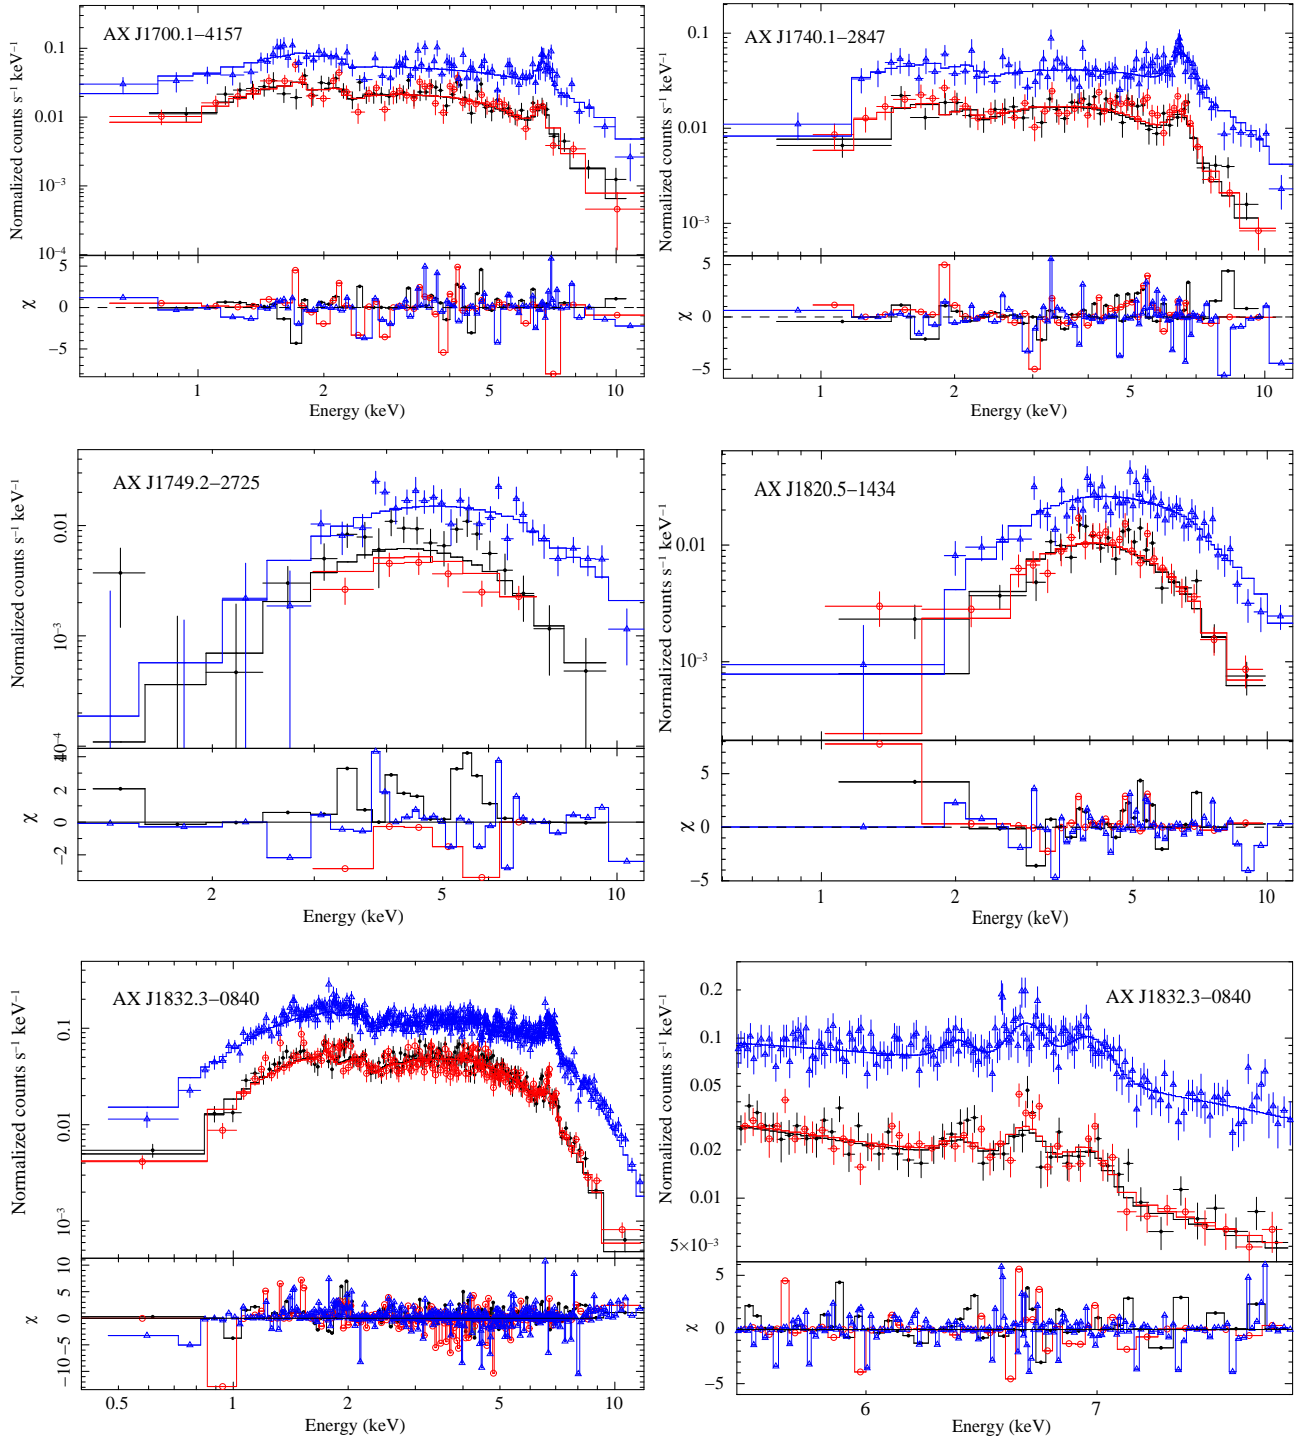 AX J1700.1−4157
Normalized counts s⁻¹ keV⁻¹
0.1
0.01
10⁻³
10⁻⁴
χ
5
0
−5
1 2 5 10
Energy (keV)
AX J1740.1−2847
Normalized counts s⁻¹ keV⁻¹
0.1
0.01
10⁻³
χ
5
0
−5
1 2 5 10
Energy (keV)
AX J1749.2−2725
Normalized counts s⁻¹ keV⁻¹
0.01
10⁻³
10⁻⁴
χ
4
2
0
−2
2 5 10
Energy (keV)
AX J1820.5−1434
Normalized counts s⁻¹ keV⁻¹
0.01
10⁻³
χ
5
0
−5
1 2 5 10
Energy (keV)
AX J1832.3−0840
Normalized counts s⁻¹ keV⁻¹
0.1
0.01
10⁻³
χ
10
5
0
−5
−10
0.5 1 2 5 10
Energy (keV)
AX J1832.3−0840
Normalized counts s⁻¹ keV⁻¹
0.2
0.1
0.05
0.02
0.01
5×10⁻³
χ
5
0
−5
6 7
Energy (keV)